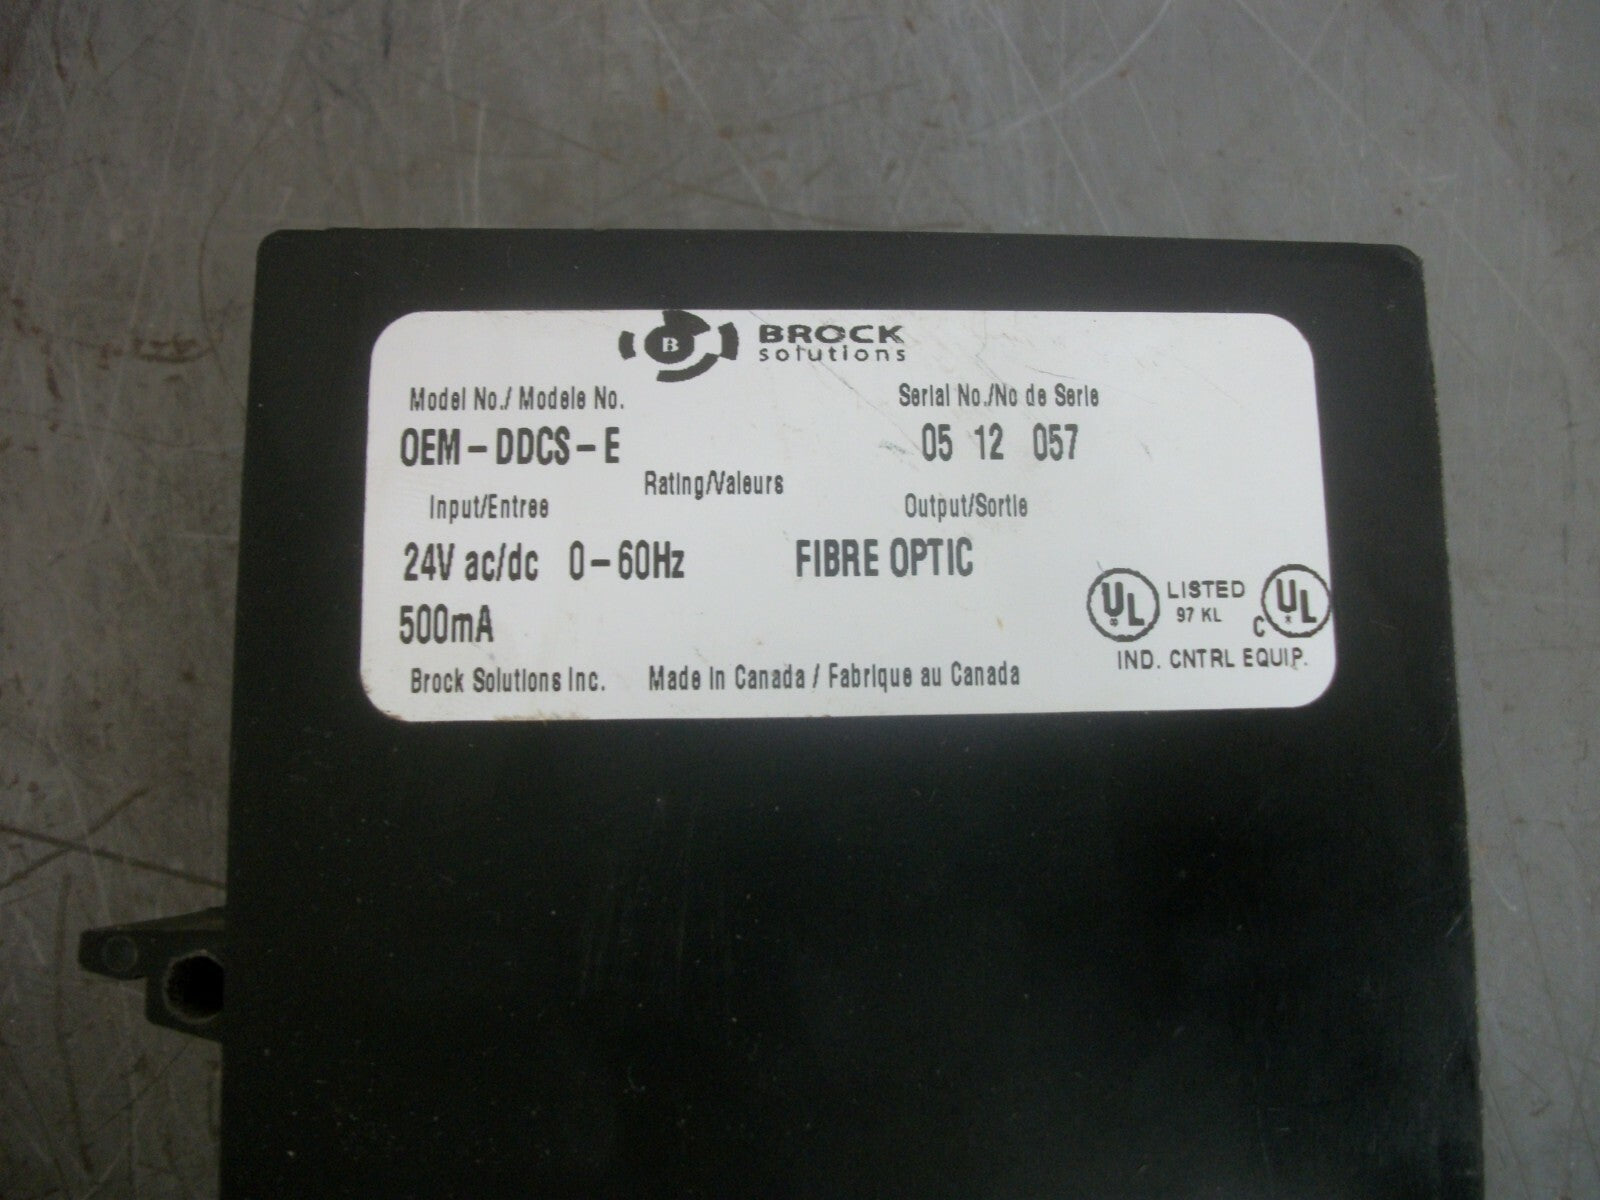 B BROCK
solutions
Model No./ Modele No.
Serial No./No de Serie
OEM-DDCS-E
05 12 057
Rating/Valeurs
Input/Entree
Output/Sortie
24V ac/dc 0-60Hz
FIBRE OPTIC
500mA
UL LISTED C UL
97 KL
IND. CNTRL EQUIP.
Brock Solutions Inc. Made In Canada / Fabrique au Canada